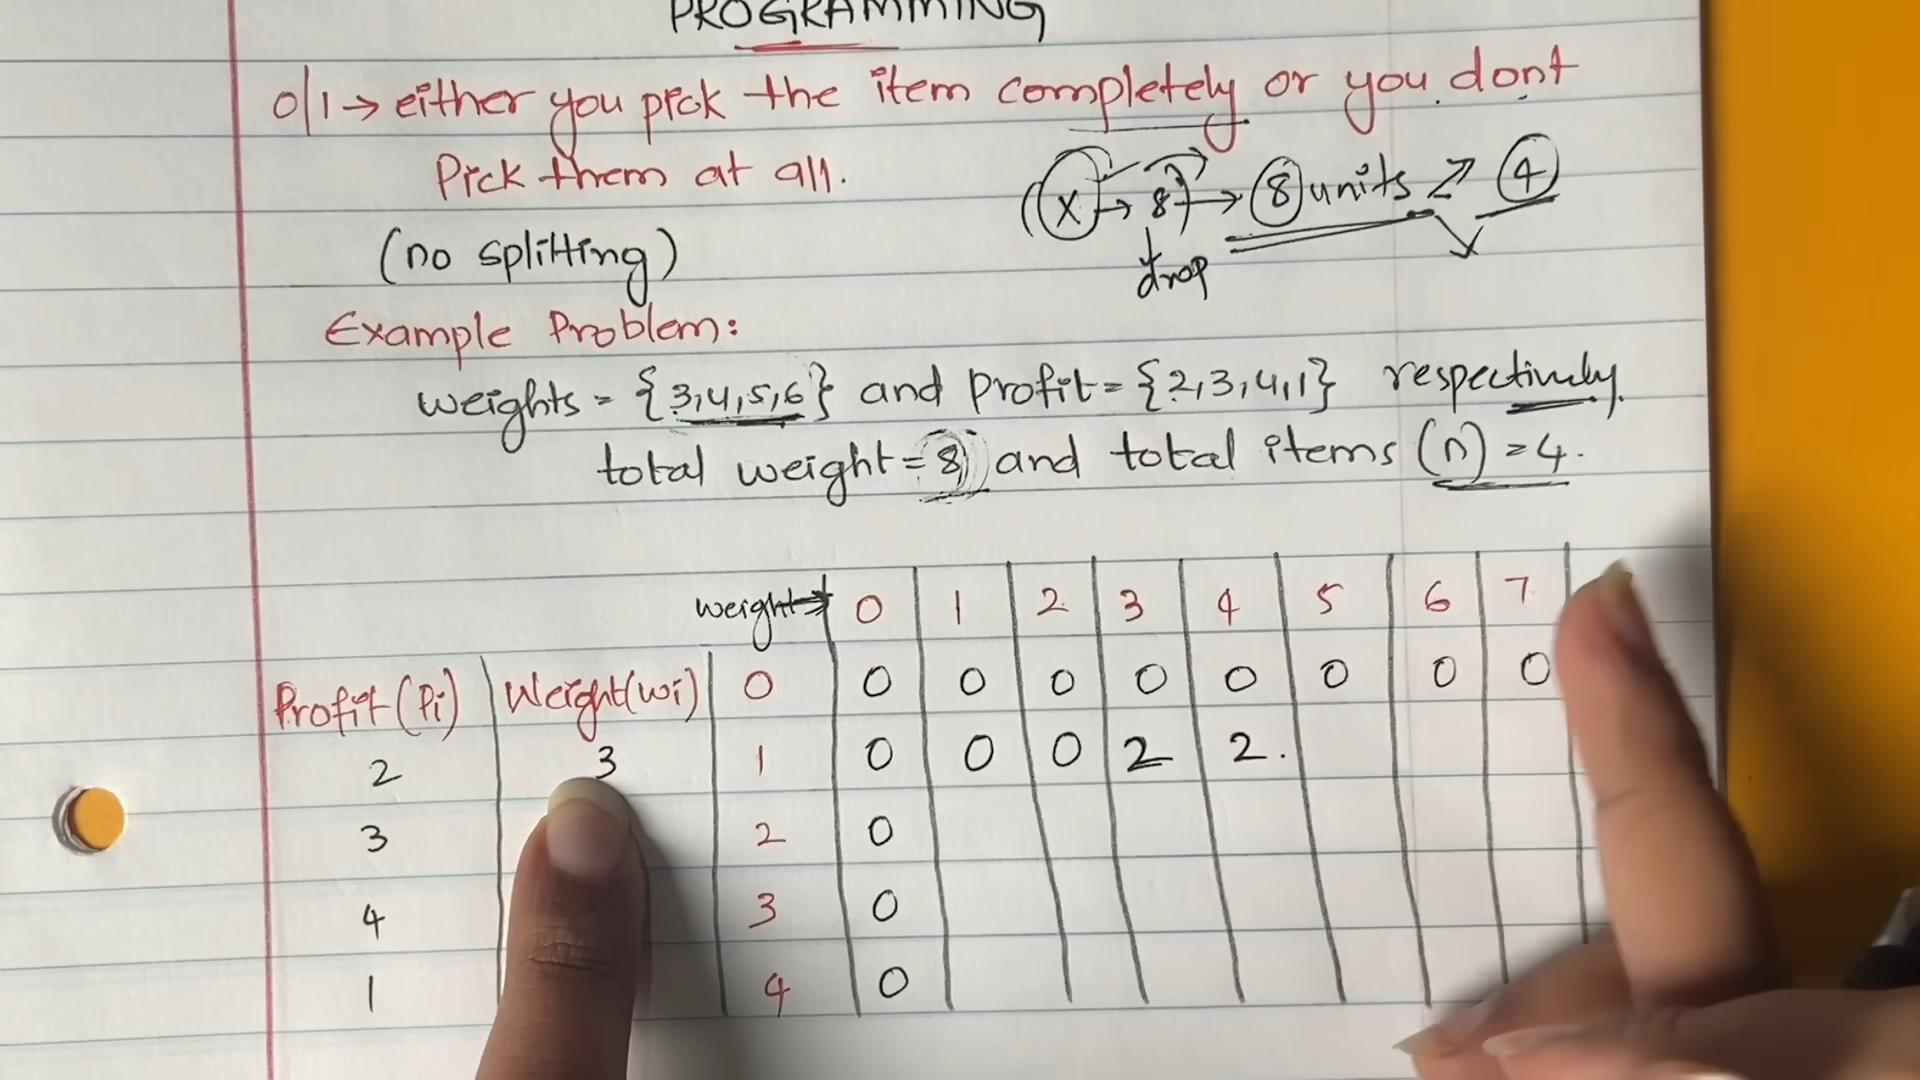 PROGRAMMING
0/1 → either you pick the item completely or you dont
Pick them at all.
(x → 8) → 8 units 4
drop
(no splitting)
Example Problem:
weights = {3,4,5,6} and Profit = {2,3,4,1} respectively.
total weight = 8 and total items (n) = 4.
weight→ 0 1 2 3 4 5 6 7
Profit(Pi) Weight(wi) 0 0 0 0 0 0 0 0 0
2 3 1 0 0 0 2 2.
3 2 0
4 3 0
1 4 0